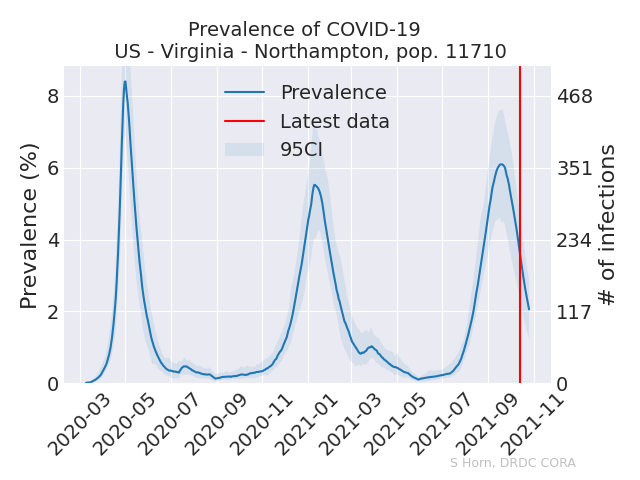 Prevalence of COVID-19
US - Virginia - Northampton, pop. 11710
Prevalence
Latest data
95CI
Prevalence (%)
8
6
4
2
0
# of infections
468
351
234
117
0
2020-03
2020-05
2020-07
2020-09
2020-11
2021-01
2021-03
2021-05
2021-07
2021-09
2021-11
S Horn, DRDC CORA